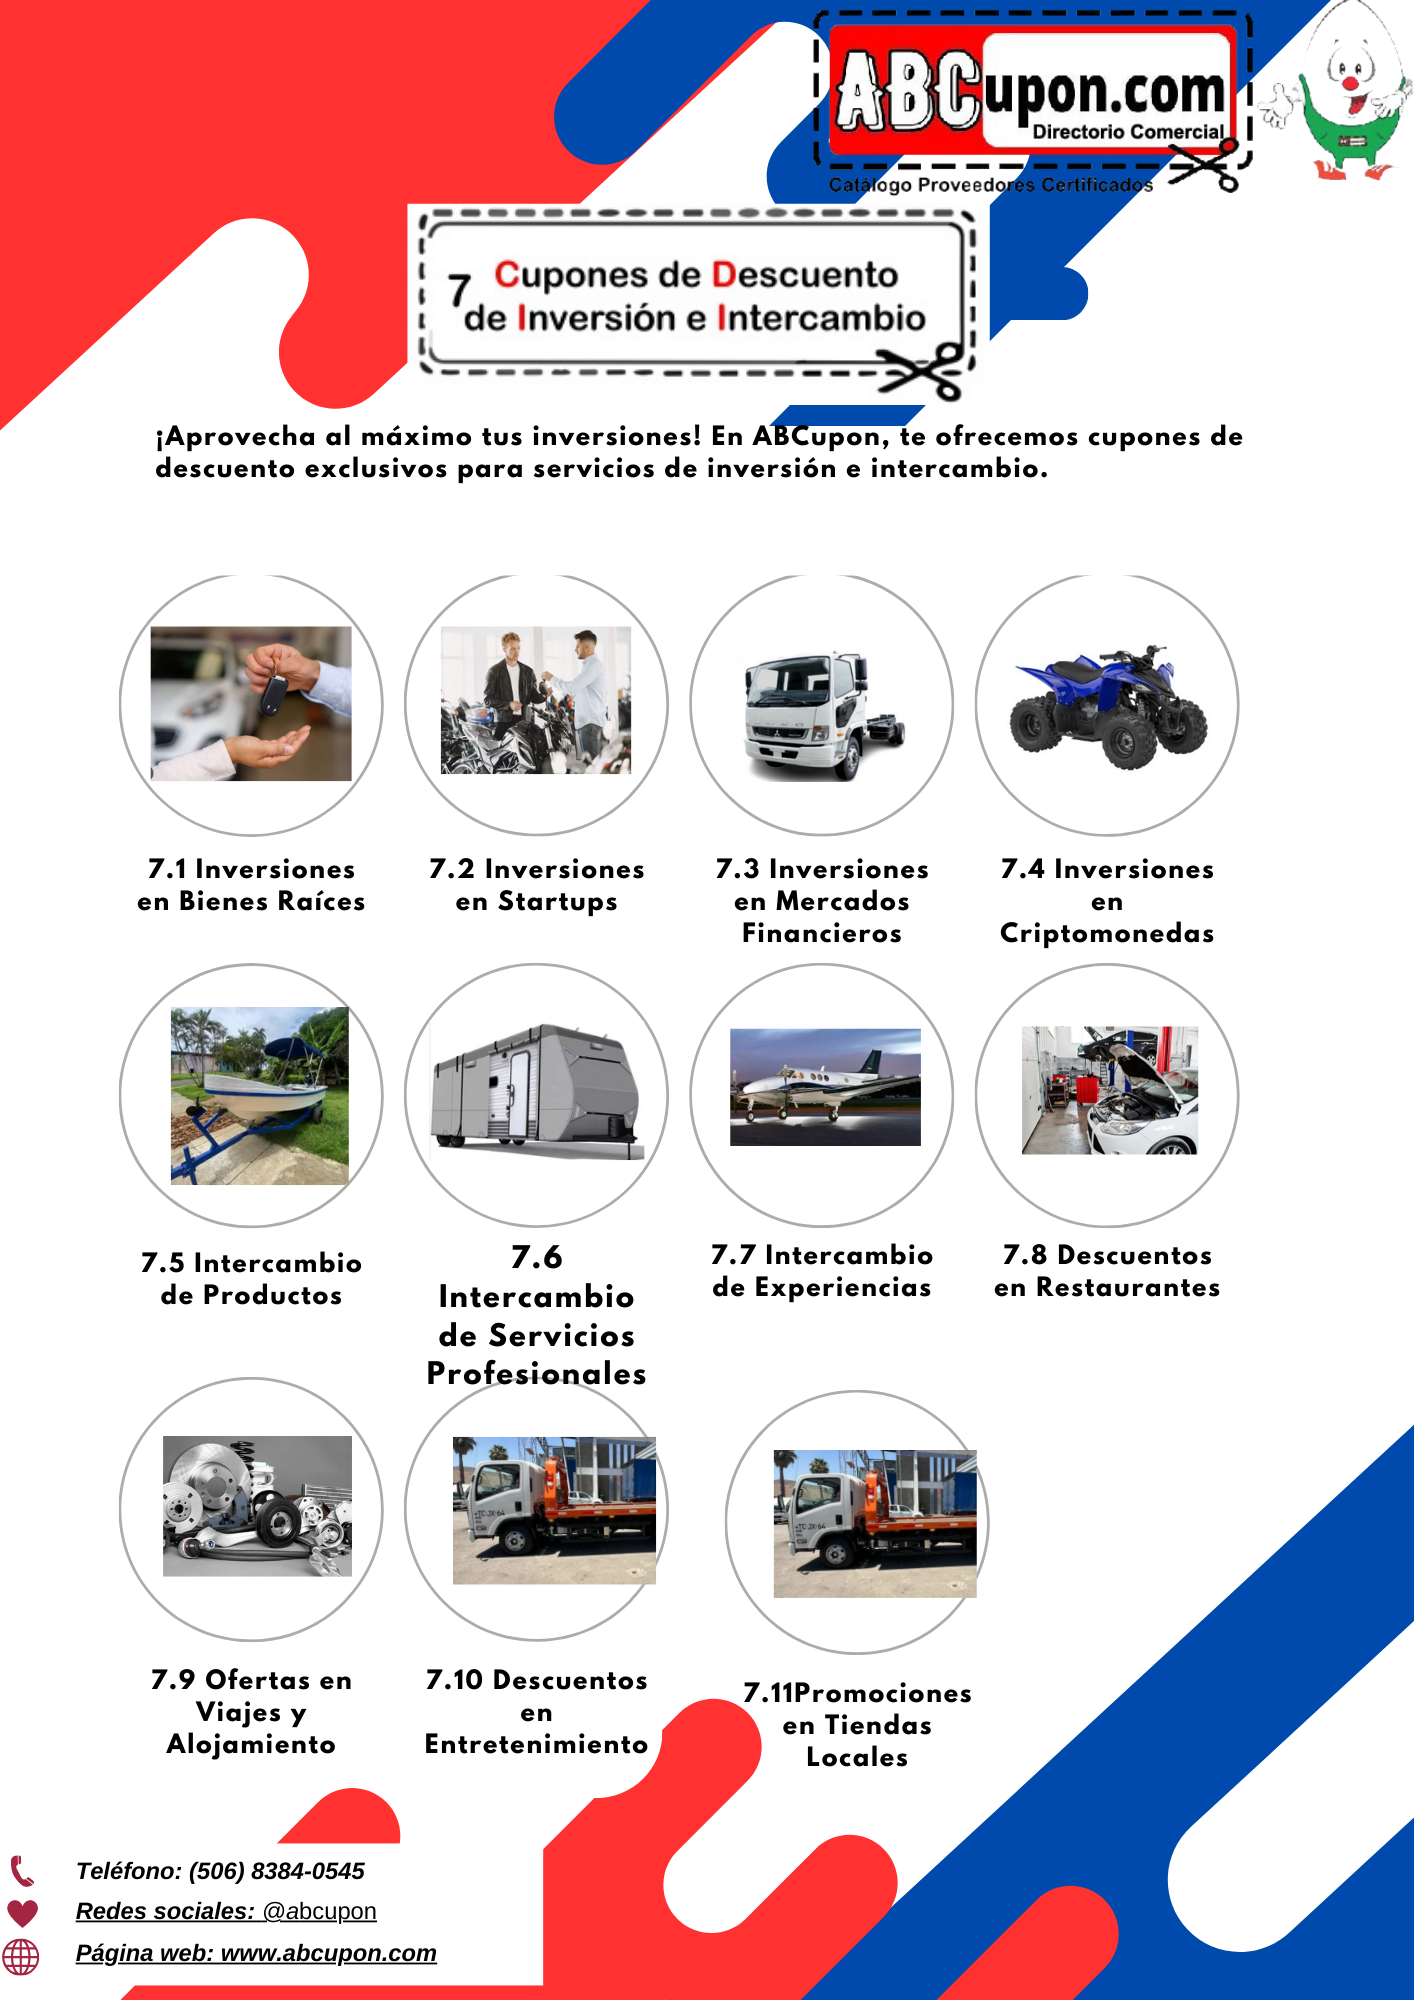 ABCupon.com
Directorio Comercial
Catálogo Proveedores Certificados
7 Cupones de Descuento
de Inversión e Intercambio
¡Aprovecha al máximo tus inversiones! En ABCupon, te ofrecemos cupones de
descuento exclusivos para servicios de inversión e intercambio.
7.1 Inversiones
en Bienes Raíces
7.2 Inversiones
en Startups
7.3 Inversiones
en Mercados
Financieros
7.4 Inversiones
en
Criptomonedas
7.5 Intercambio
de Productos
7.6
Intercambio
de Servicios
Profesionales
7.7 Intercambio
de Experiencias
7.8 Descuentos
en Restaurantes
7.9 Ofertas en
Viajes y
Alojamiento
7.10 Descuentos
en
Entretenimiento
7.11Promociones
en Tiendas
Locales
Teléfono: (506) 8384-0545
Redes sociales: @abcupon
Página web: www.abcupon.com